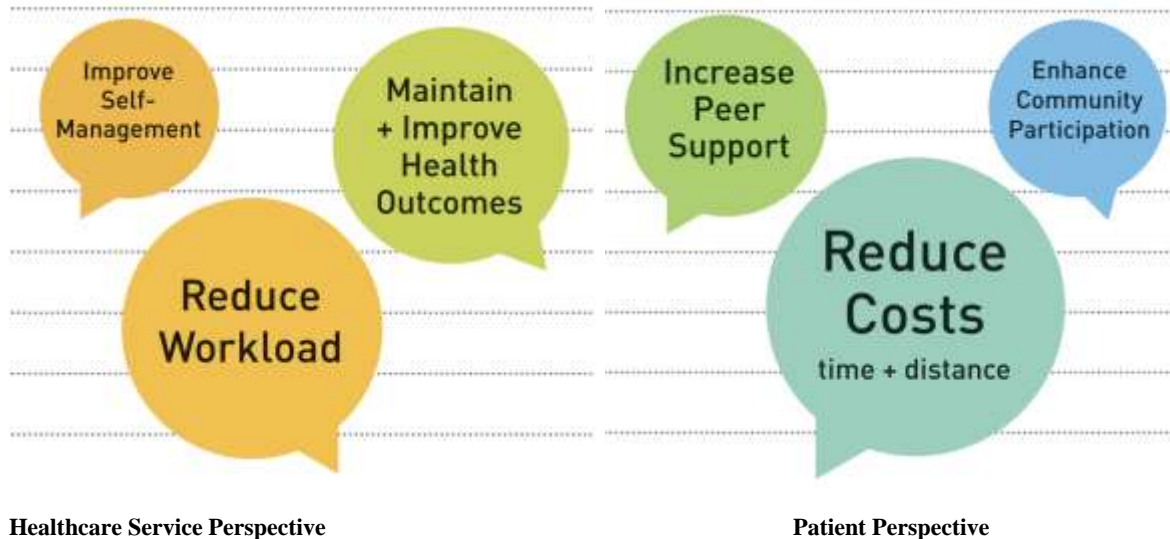 Improve
Self-
Management
Maintain
+ Improve
Health
Outcomes
Reduce
Workload
Increase
Peer
Support
Enhance
Community
Participation
Reduce
Costs
time + distance
Healthcare Service Perspective
Patient Perspective